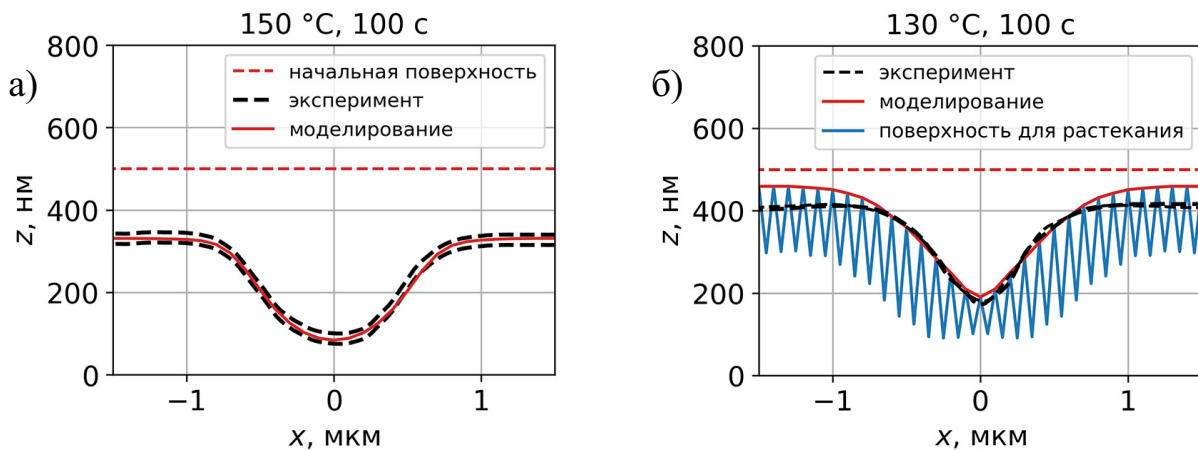 а)
150 °C, 100 с
800
600
400
200
0
z, нм
−1
0
1
x, мкм
начальная поверхность
эксперимент
моделирование
б)
130 °C, 100 с
800
600
400
200
0
z, нм
−1
0
1
x, мкм
эксперимент
моделирование
поверхность для растекания